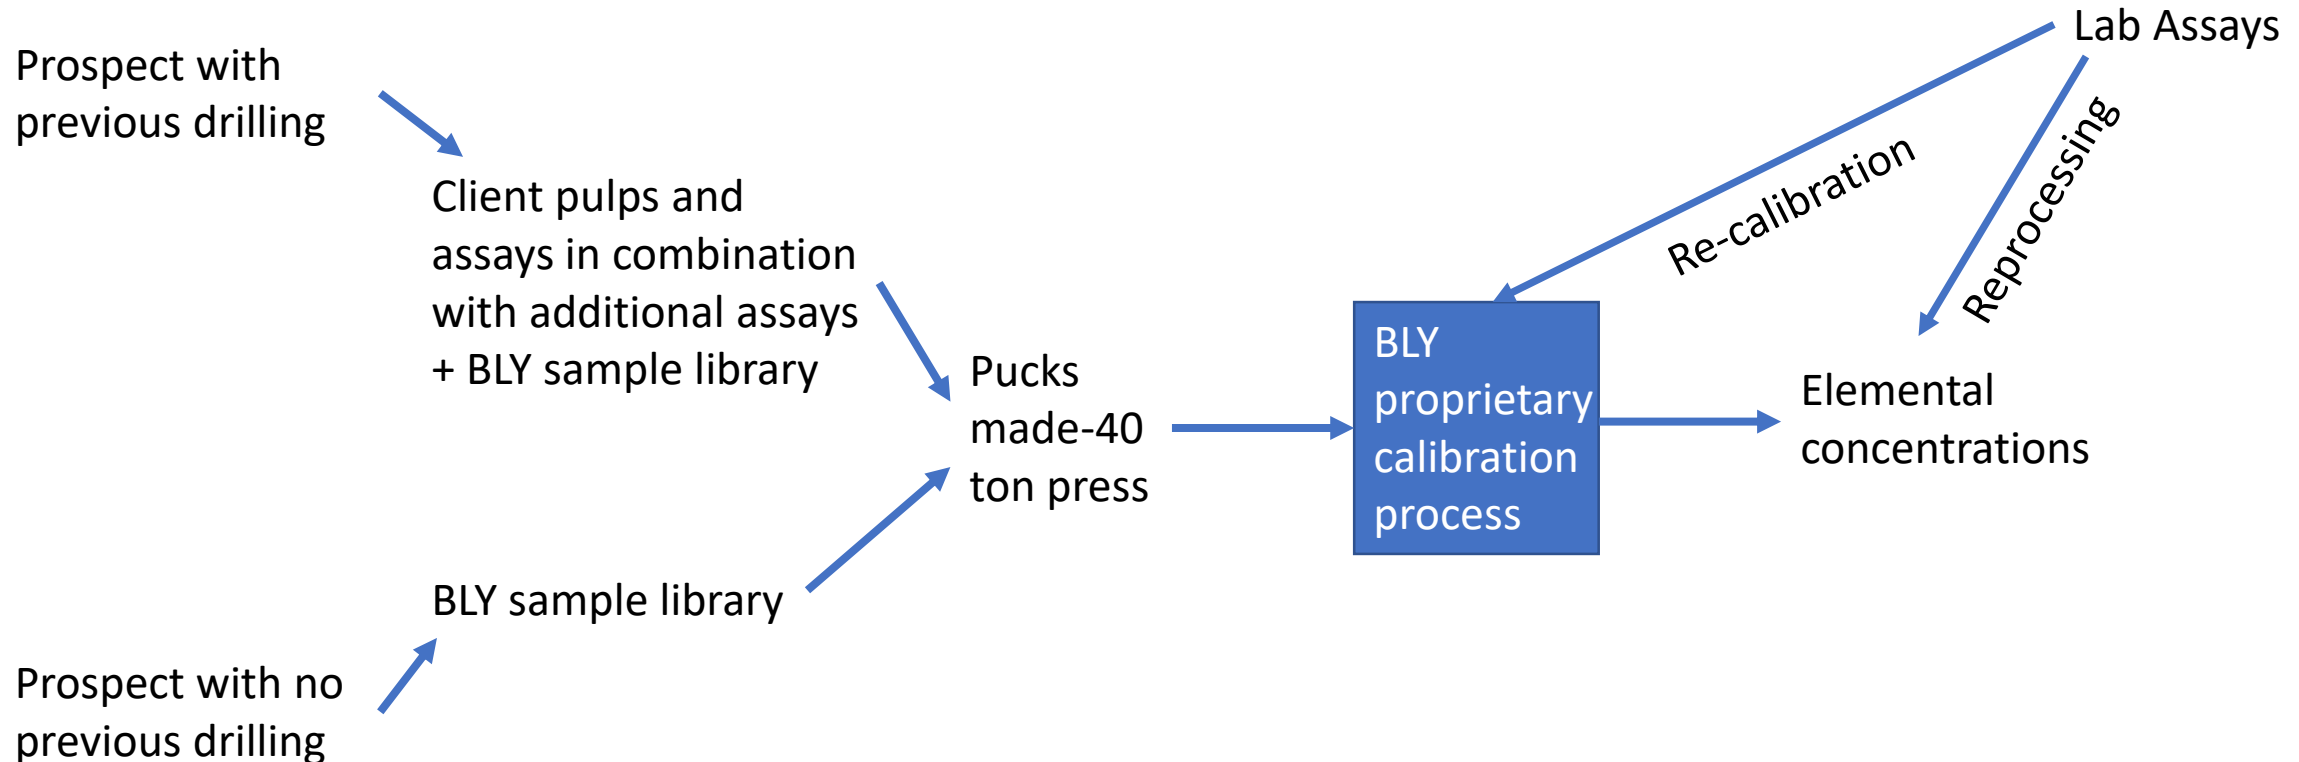 Prospect with
previous drilling
Client pulps and
assays in combination
with additional assays
+ BLY sample library
Prospect with no
previous drilling
BLY sample library
Pucks
made-40
ton press
BLY
proprietary
calibration
process
Lab Assays
Re-calibration
Reprocessing
Elemental
concentrations